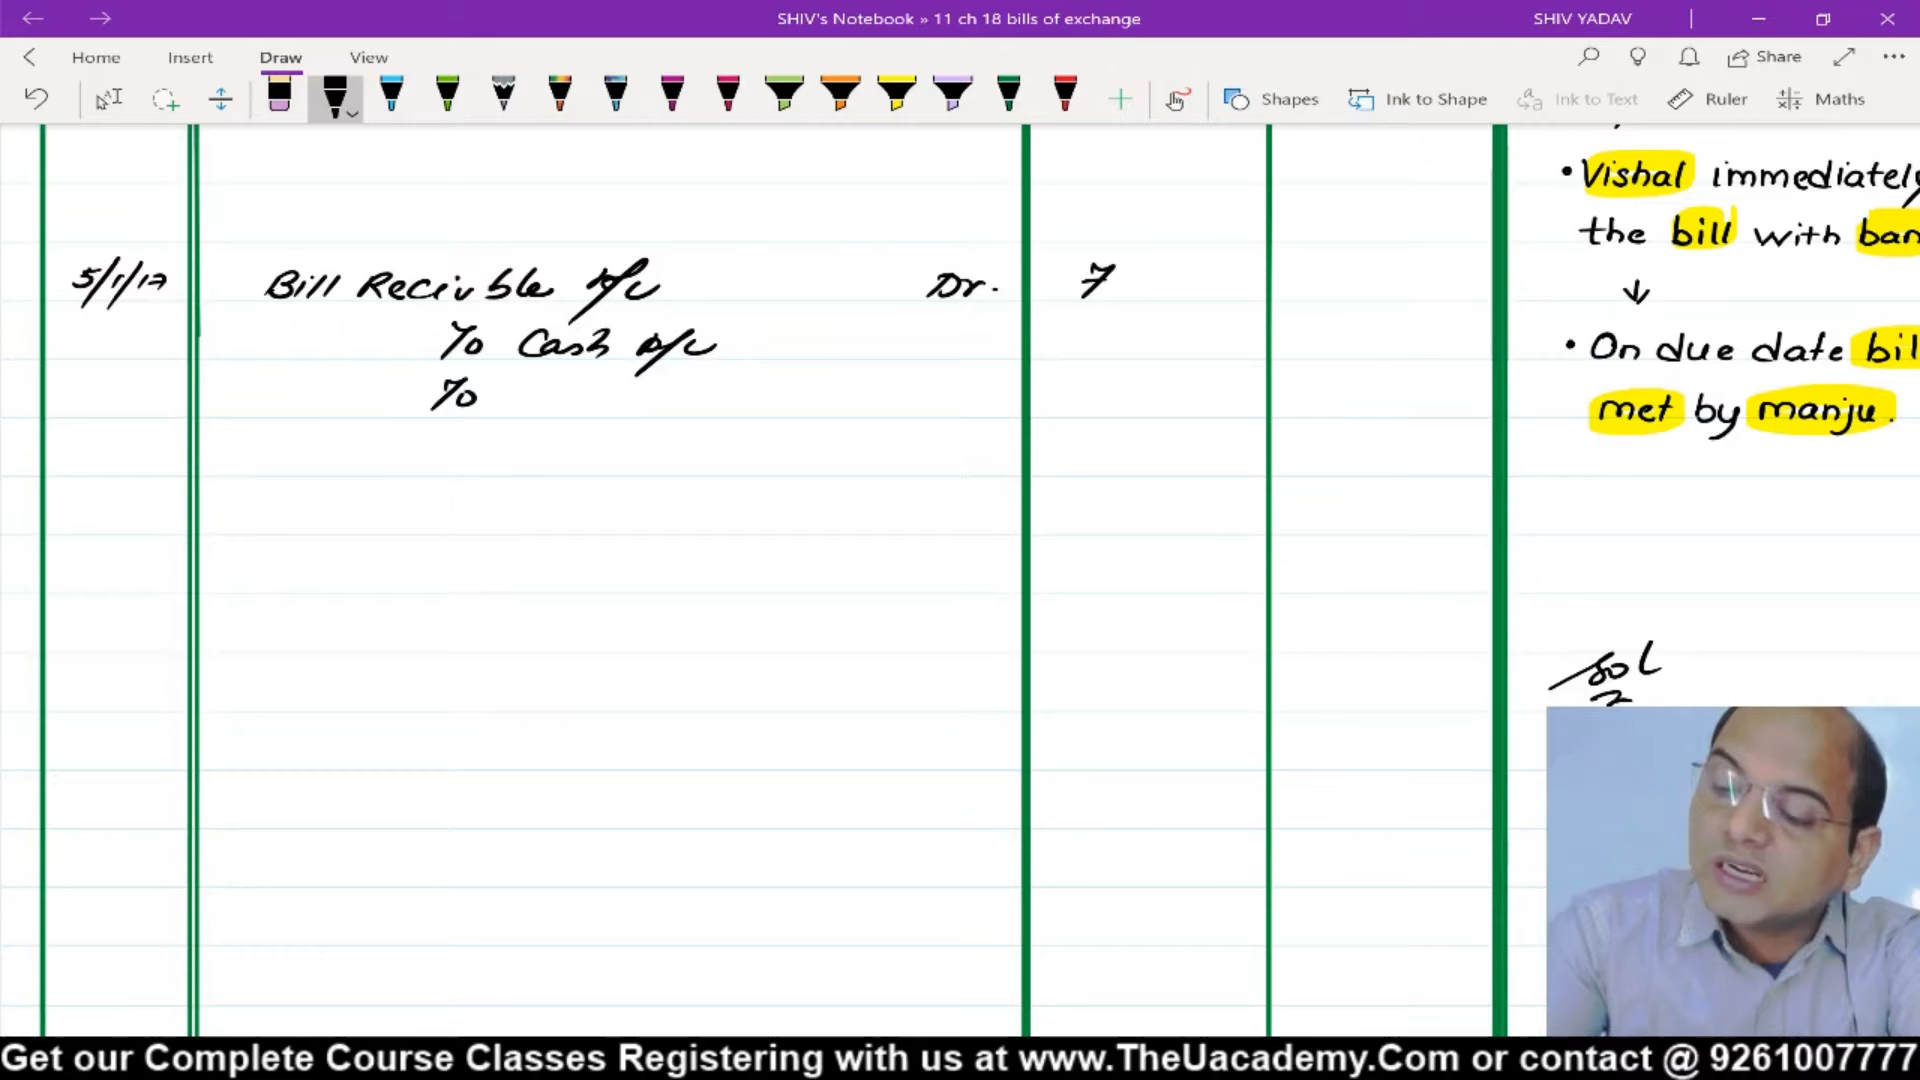 SHIV's Notebook » 11 ch 18 bills of exchange
SHIV YADAV
Home Insert Draw View
Share
Shapes Ink to Shape Ink to Text Ruler Maths
5/1/17 Bill Recivble A/c Dr. 7
To Cash A/c
To
• Vishal immediately
the bill with ban
↓
• On due date bil
met by manju.
Sol
Get our Complete Course Classes Registering with us at www.TheUacademy.Com or contact @ 9261007777